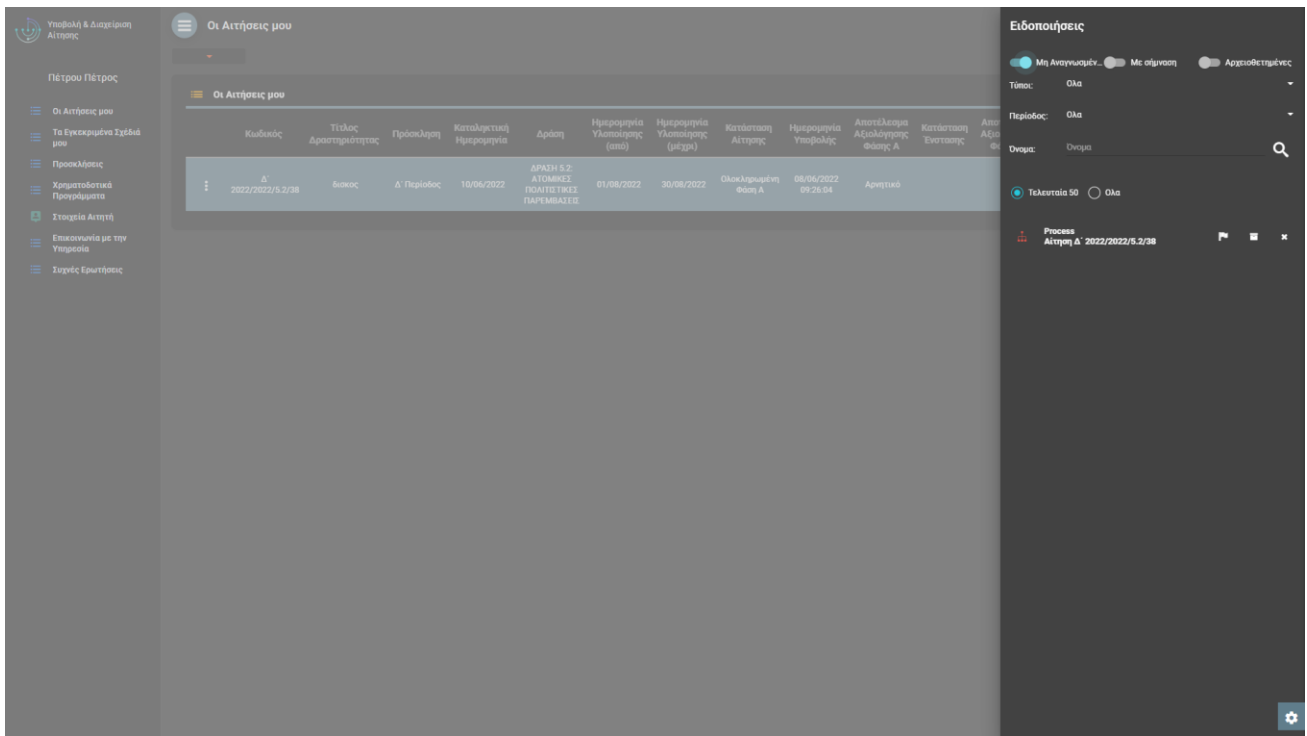 Υποβολή & Διαχείριση
Αίτησης
Πέτρου Πέτρος
Οι Αιτήσεις μου
Τα Εγκεκριμένα Σχέδιά
μου
Προσκλήσεις
Χρηματοδοτικά
Προγράμματα
Στοιχεία Αιτητή
Επικοινωνία με την
Υπηρεσία
Συχνές Ερωτήσεις
Οι Αιτήσεις μου
Οι Αιτήσεις μου
Κωδικός
Τίτλος
Δραστηριότητας
Πρόσκληση
Καταληκτική
Ημερομηνία
Δράση
Ημερομηνία
Υλοποίησης
(από)
Ημερομηνία
Υλοποίησης
(μέχρι)
Κατάσταση
Αίτησης
Ημερομηνία
Υποβολής
Αποτέλεσμα
Αξιολόγησης
Φάσης Α
Κατάσταση
Ένστασης
Δ΄
2022/2022/5.2/38
δισκος
Δ΄ Περίοδος
10/06/2022
ΔΡΑΣΗ 5.2:
ΑΤΟΜΙΚΕΣ
ΠΟΛΙΤΙΣΤΙΚΕΣ
ΠΑΡΕΜΒΑΣΕΙΣ
01/08/2022
30/08/2022
Ολοκληρωμένη
Φάση Α
08/06/2022
09:26:04
Αρνητικό
Ειδοποιήσεις
Μη Αναγνωσμέν...
Με σήμναση
Αρχειοθετημένες
Τύποι: Ολα
Περίοδος: Ολα
Όνομα: Όνομα
Τελευταία 50 Ολα
Process
Αίτηση Δ΄ 2022/2022/5.2/38